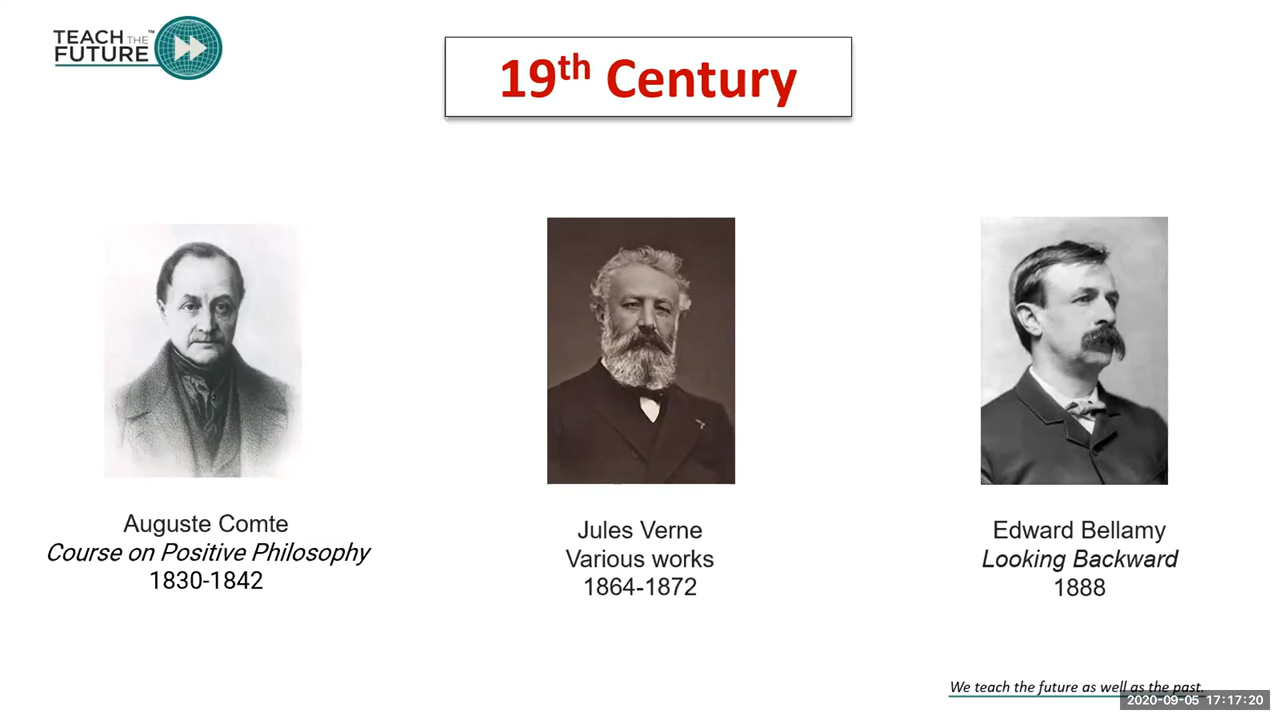 TEACH THE™
FUTURE
19th Century
Auguste Comte
Course on Positive Philosophy
1830-1842
Jules Verne
Various works
1864-1872
Edward Bellamy
Looking Backward
1888
We teach the future as well as the past.
2020-09-05 17:17:20